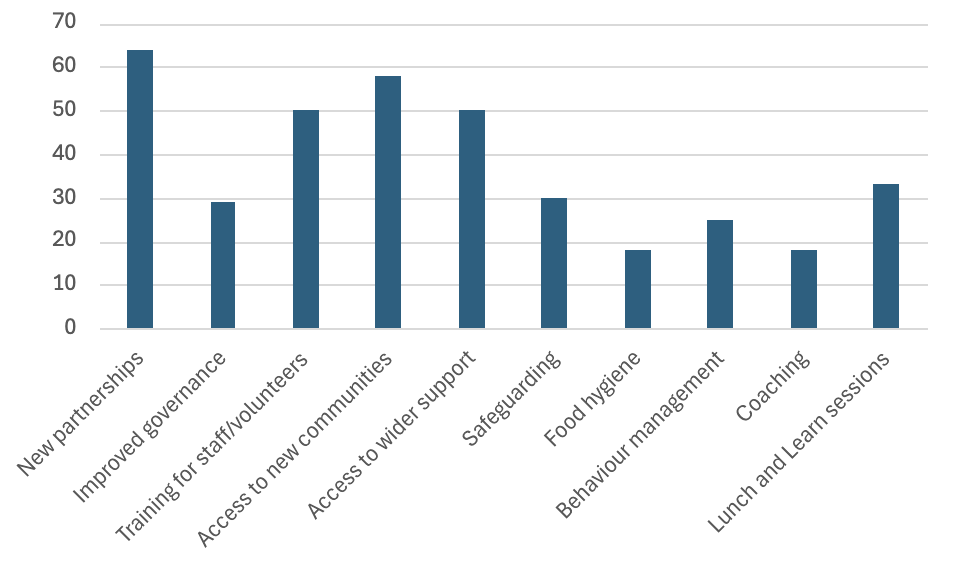 70
60
50
40
30
20
10
0
New partnerships
Improved governance
Training for staff/volunteers
Access to new communities
Access to wider support
Safeguarding
Food hygiene
Behaviour management
Coaching
Lunch and Learn sessions